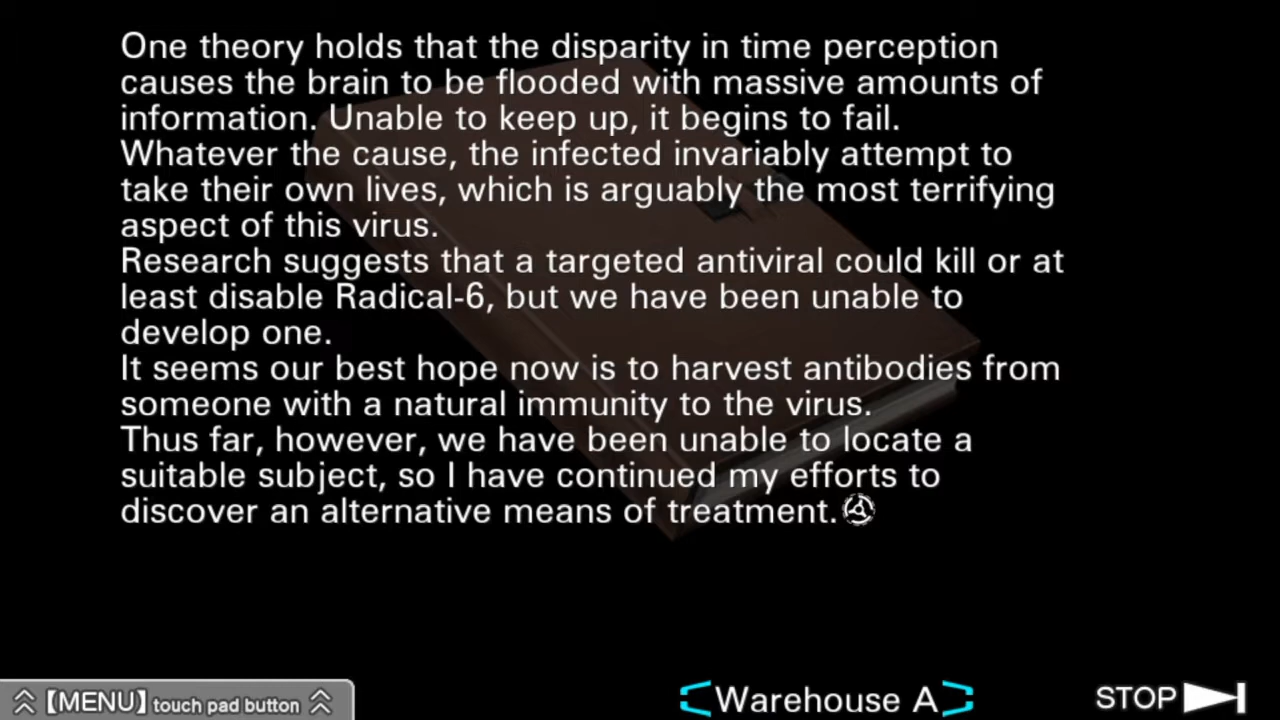 One theory holds that the disparity in time perception
causes the brain to be flooded with massive amounts of
information. Unable to keep up, it begins to fail.
Whatever the cause, the infected invariably attempt to
take their own lives, which is arguably the most terrifying
aspect of this virus.
Research suggests that a targeted antiviral could kill or at
least disable Radical-6, but we have been unable to
develop one.
It seems our best hope now is to harvest antibodies from
someone with a natural immunity to the virus.
Thus far, however, we have been unable to locate a
suitable subject, so I have continued my efforts to
discover an alternative means of treatment.
【MENU】touch pad button
Warehouse A
STOP